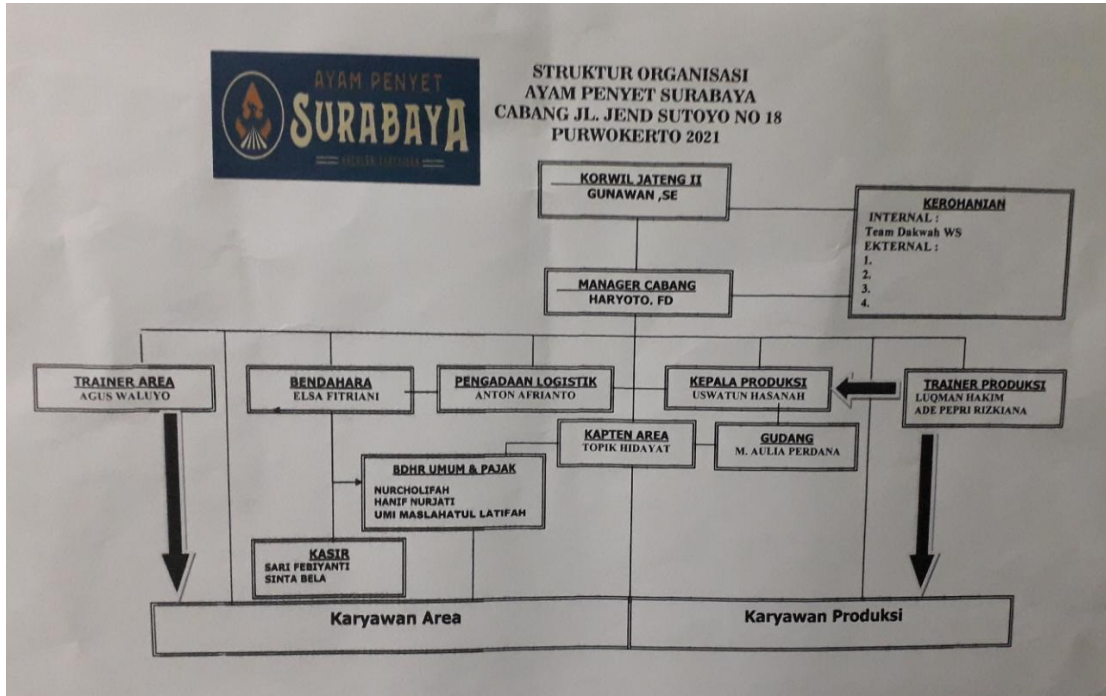 AYAM PENYET
SURABAYA
STRUKTUR ORGANISASI
AYAM PENYET SURABAYA
CABANG JL. JEND SUTOYO NO 18
PURWOKERTO 2021
KORWIL JATENG II
GUNAWAN ,SE
KEROHANIAN
INTERNAL :
Team Dakwah WS
EKTERNAL :
1.
2.
3.
4.
MANAGER CABANG
HARYOTO. FD
TRAINER AREA
AGUS WALUYO
BENDAHARA
ELSA FITRIANI
PENGADAAN LOGISTIK
ANTON AFRIANTO
KEPALA PRODUKSI
USWATUN HASANAH
TRAINER PRODUKSI
LUQMAN HAKIM
ADE PEPRI RIZKIANA
KAPTEN AREA
TOPIK HIDAYAT
GUDANG
M. AULIA PERDANA
BDHR UMUM & PAJAK
NURCHOLIFAH
HANIF NURJATI
UMI MASLAHATUL LATIFAH
KASIR
SARI FEBIYANTI
SINTA BELA
Karyawan Area
Karyawan Produksi